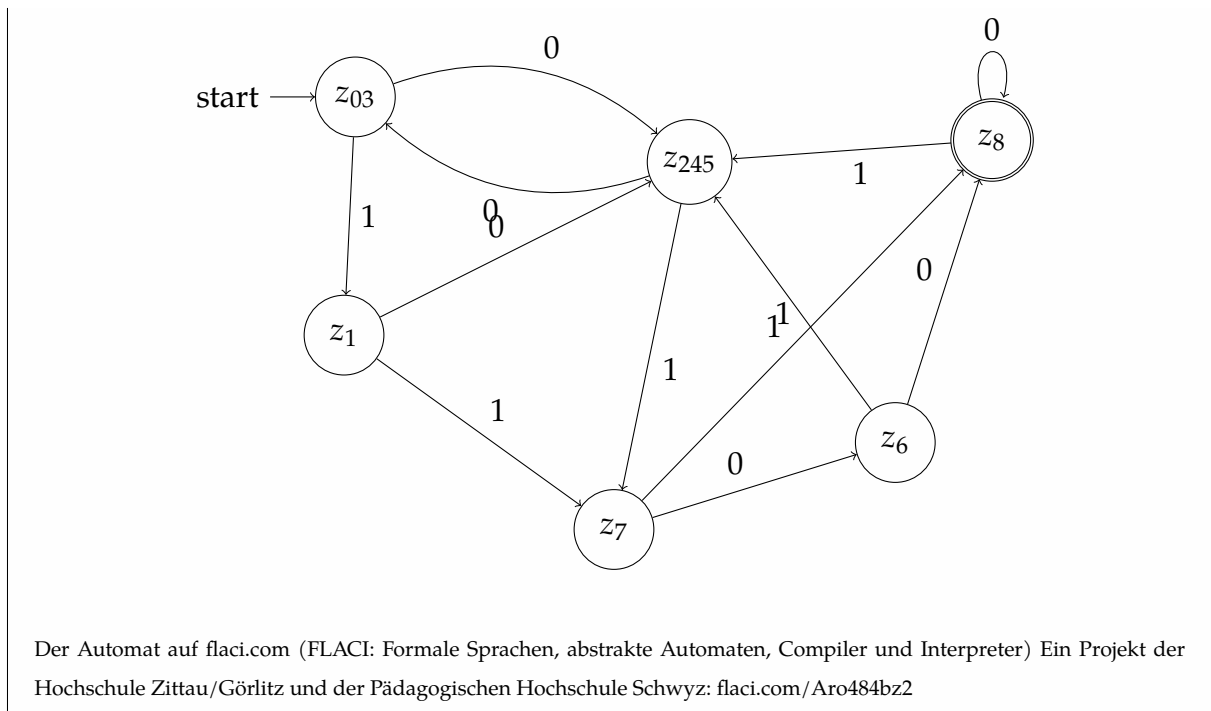 0
0
start
z03
z8
z245
1
1
0
0
0
z1
1
1
1
1
z6
0
z7
Der Automat auf flaci.com (FLACI: Formale Sprachen, abstrakte Automaten, Compiler und Interpreter) Ein Projekt der
Hochschule Zittau/Görlitz und der Pädagogischen Hochschule Schwyz: flaci.com/Aro484bz2